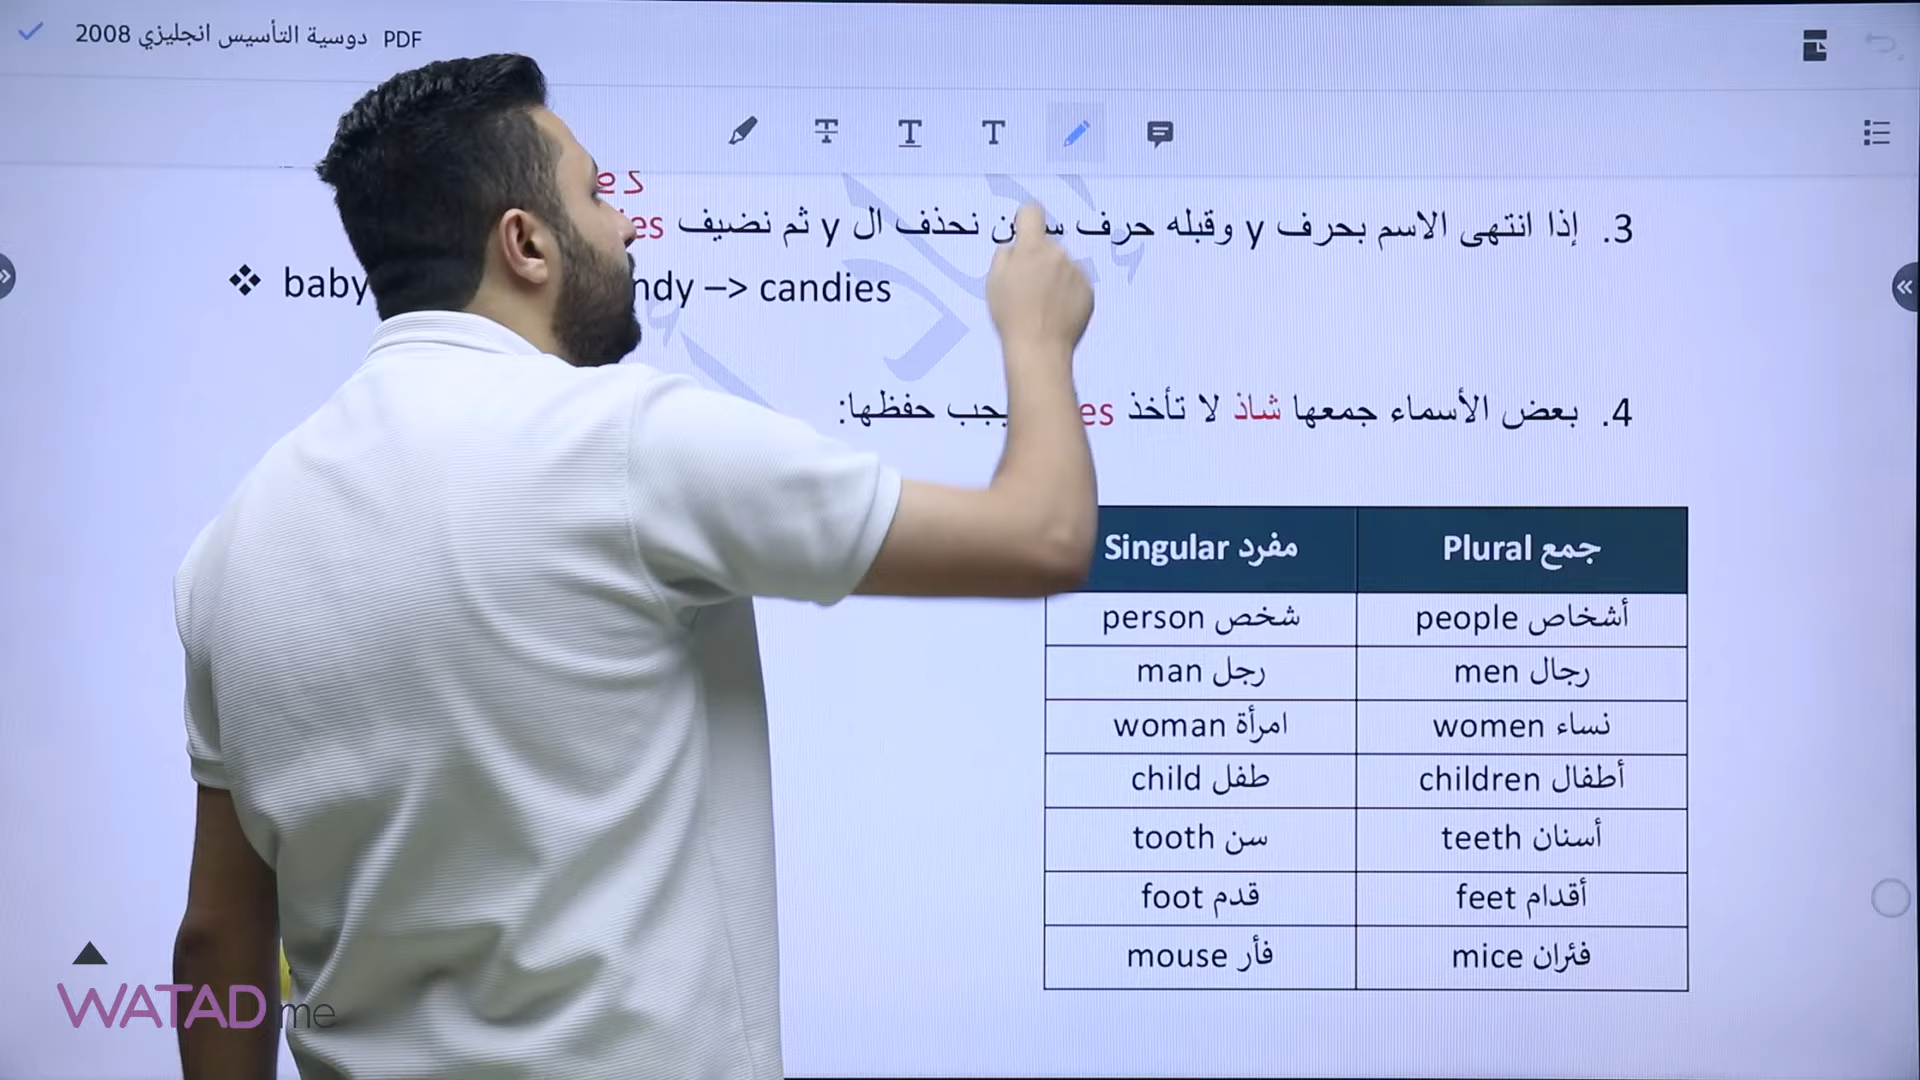 دوسية التأسيس انجليزي 2008 PDF
es
3. إذا انتهى الاسم بحرف y وقبله حرف نحذف ال y ثم نضيف ies
❖ baby –> candies
4. بعض الأسماء جمعها شاذ لا تأخذ es يجب حفظها:
Singular مفرد Plural جمع
person شخص people أشخاص
man رجل men رجال
woman امرأة women نساء
child طفل children أطفال
tooth سن teeth أسنان
foot قدم feet أقدام
mouse فأر mice فئران
WATAD me